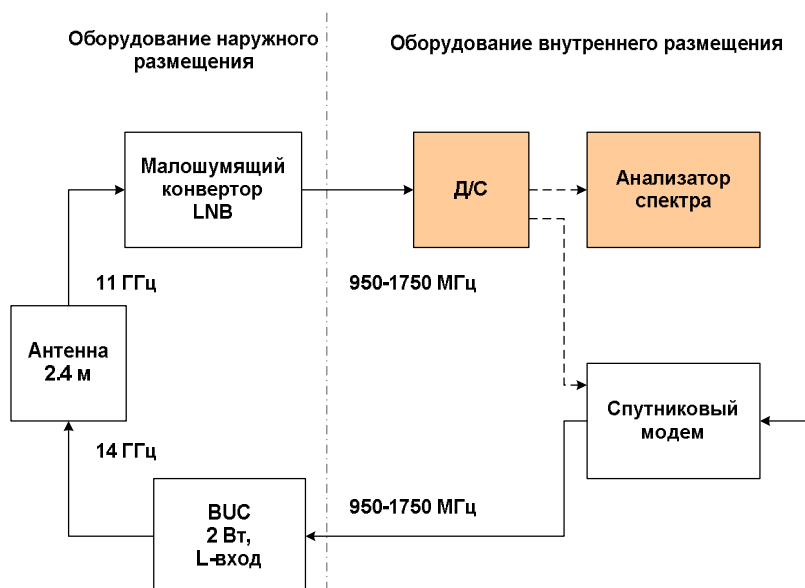 Оборудование наружного
размещения
Оборудование внутреннего размещения
Малошумящий
конвертор
LNB
Д/С
Анализатор
спектра
11 ГГц
950-1750 МГц
Антенна
2.4 м
Спутниковый
модем
14 ГГц
950-1750 МГц
BUC
2 Вт,
L-вход